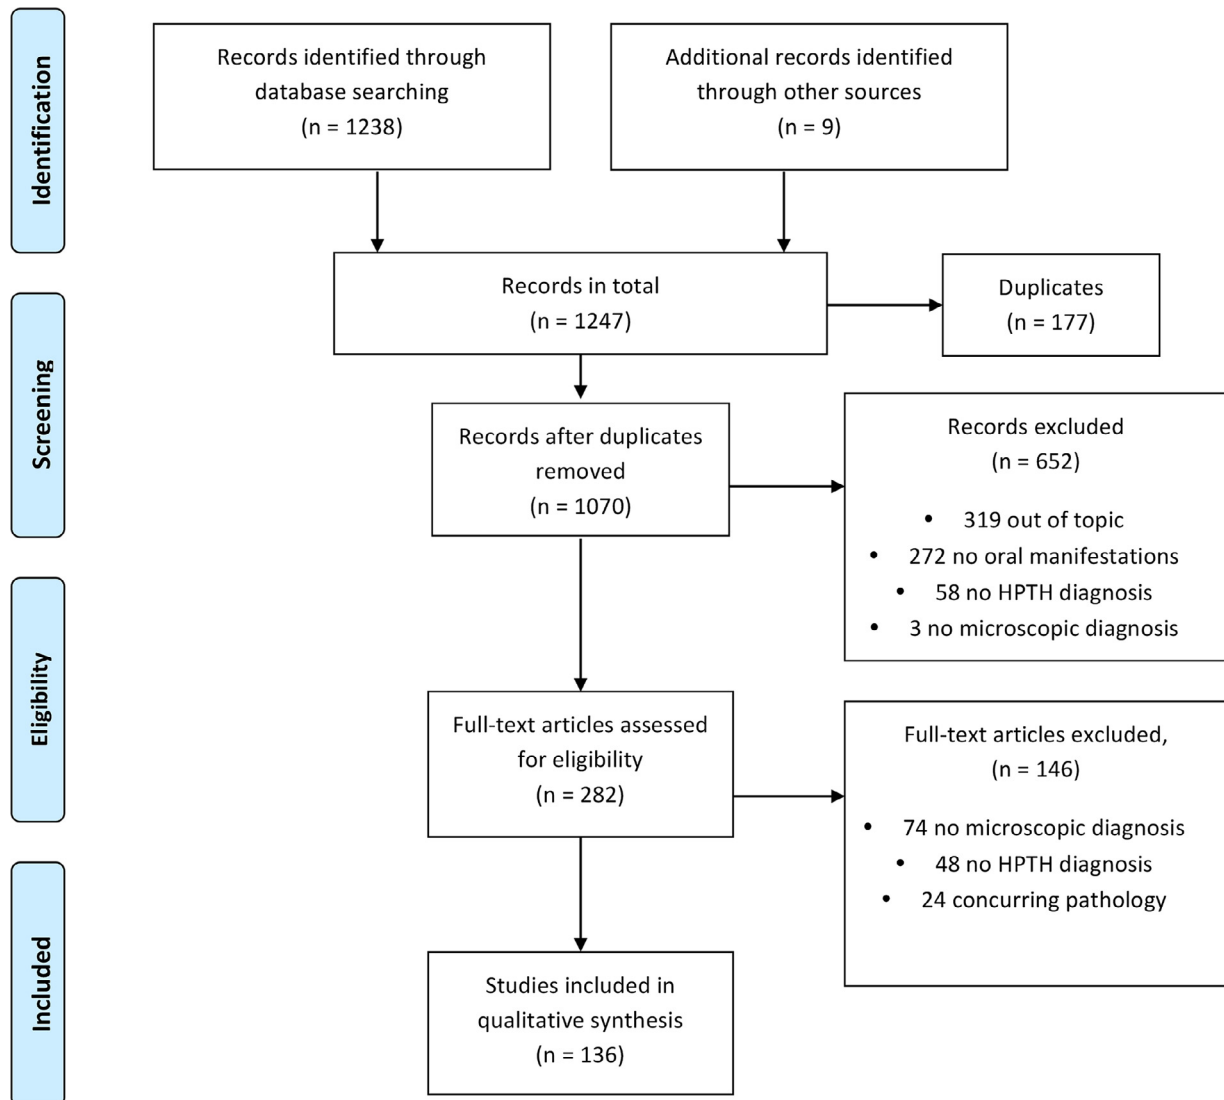 Identification
Records identified through
database searching
(n = 1238)
Additional records identified
through other sources
(n = 9)
Records in total
(n = 1247)
Duplicates
(n = 177)
Screening
Records after duplicates
removed
(n = 1070)
Records excluded
(n = 652)
• 319 out of topic
• 272 no oral manifestations
• 58 no HPTH diagnosis
• 3 no microscopic diagnosis
Eligibility
Full-text articles assessed
for eligibility
(n = 282)
Full-text articles excluded,
(n = 146)
• 74 no microscopic diagnosis
• 48 no HPTH diagnosis
• 24 concurring pathology
Included
Studies included in
qualitative synthesis
(n = 136)